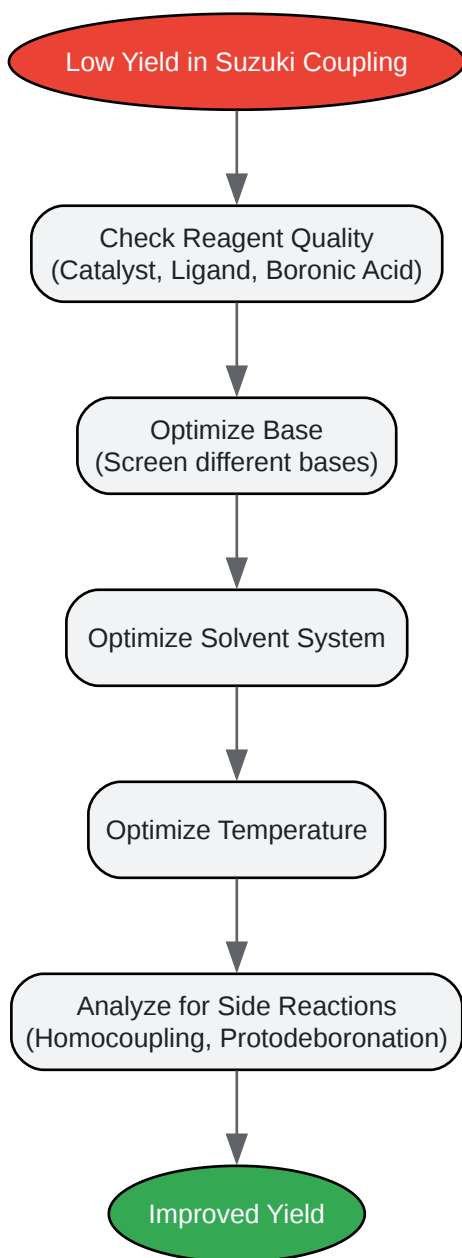 Low Yield in Suzuki Coupling
Check Reagent Quality
(Catalyst, Ligand, Boronic Acid)
Optimize Base
(Screen different bases)
Optimize Solvent System
Optimize Temperature
Analyze for Side Reactions
(Homocoupling, Protodeboronation)
Improved Yield